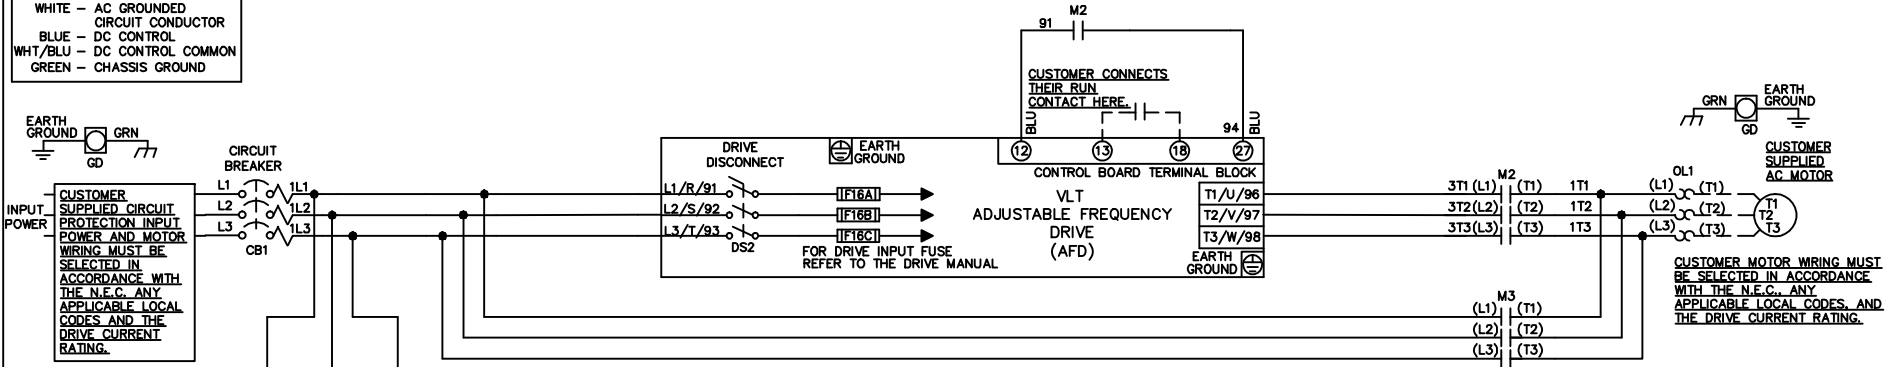 WHITE – AC GROUNDED
CIRCUIT CONDUCTOR
BLUE – DC CONTROL
WHT/BLU – DC CONTROL COMMON
GREEN – CHASSIS GROUND
EARTH
GROUND
GRN
GD
INPUT
POWER
CUSTOMER
SUPPLIED CIRCUIT
PROTECTION INPUT
POWER AND MOTOR
WIRING MUST BE
SELECTED IN
ACCORDANCE WITH
THE N.E.C. ANY
APPLICABLE LOCAL
CODES AND THE
DRIVE CURRENT
RATING.
CIRCUIT
BREAKER
L1
1L1
L2
1L2
L3
1L3
CB1
DRIVE
DISCONNECT
EARTH
GROUND
L1/R/91
L2/S/92
L3/T/93
DS2
F16A
F16B
F16C
FOR DRIVE INPUT FUSE
REFER TO THE DRIVE MANUAL
M2
91
CUSTOMER CONNECTS
THEIR RUN
CONTACT HERE.
BLU
94
BLU
12
13
18
27
CONTROL BOARD TERMINAL BLOCK
VLT
ADJUSTABLE FREQUENCY
DRIVE
(AFD)
T1/U/96
T2/V/97
T3/W/98
EARTH
GROUND
M2
3T1 (L1) (T1) 1T1
3T2(L2) (T2) 1T2
3T3(L3) (T3) 1T3
M3
(L1) (T1)
(L2) (T2)
(L3) (T3)
GRN
EARTH
GROUND
GD
CUSTOMER
SUPPLIED
AC MOTOR
OL1
(L1) (T1)
(L2) (T2)
(L3) (T3)
T1
T2
T3
CUSTOMER MOTOR WIRING MUST
BE SELECTED IN ACCORDANCE
WITH THE N.E.C., ANY
APPLICABLE LOCAL CODES, AND
THE DRIVE CURRENT RATING.